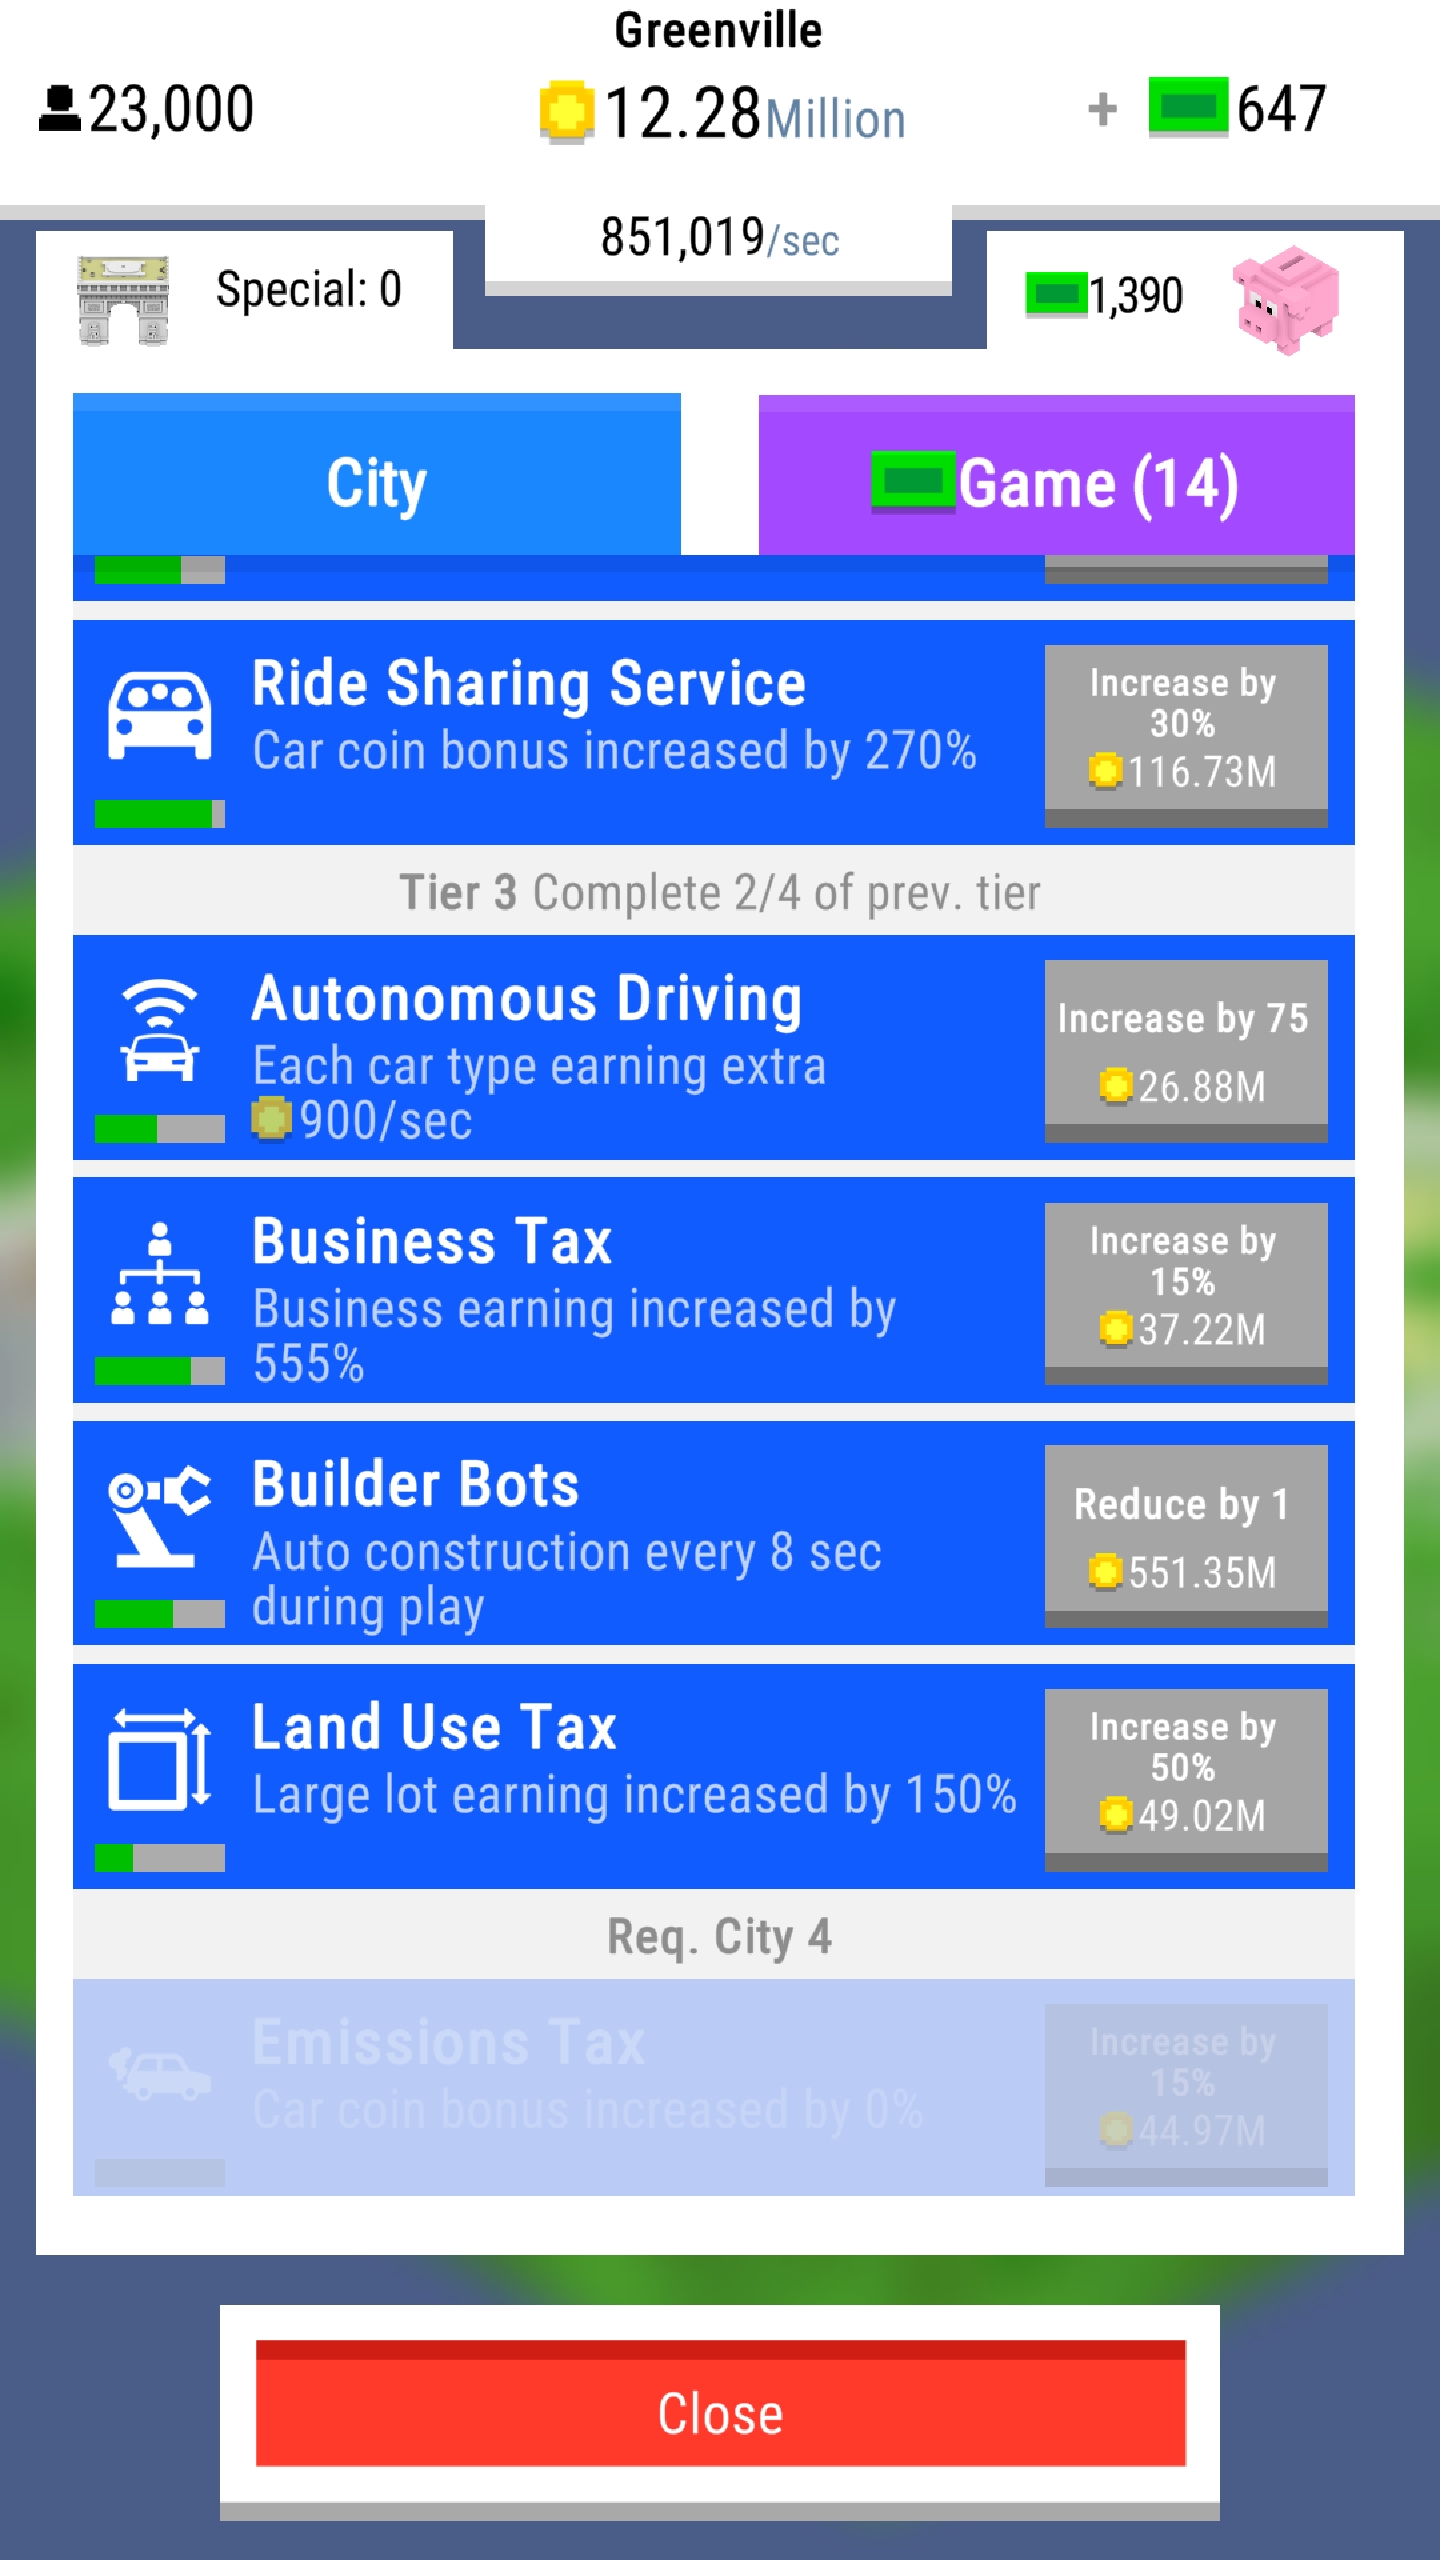 Greenville
23,000
12.28Million
+ 647
851,019/sec
Special: 0
1,390
City
Game (14)
Ride Sharing Service
Car coin bonus increased by 270%
Increase by
30%
116.73M
Tier 3 Complete 2/4 of prev. tier
Autonomous Driving
Each car type earning extra
900/sec
Increase by 75
26.88M
Business Tax
Business earning increased by
555%
Increase by
15%
37.22M
Builder Bots
Auto construction every 8 sec
during play
Reduce by 1
551.35M
Land Use Tax
Large lot earning increased by 150%
Increase by
50%
49.02M
Req. City 4
Emissions Tax
Car coin bonus increased by 0%
Increase by
15%
44.97M
Close